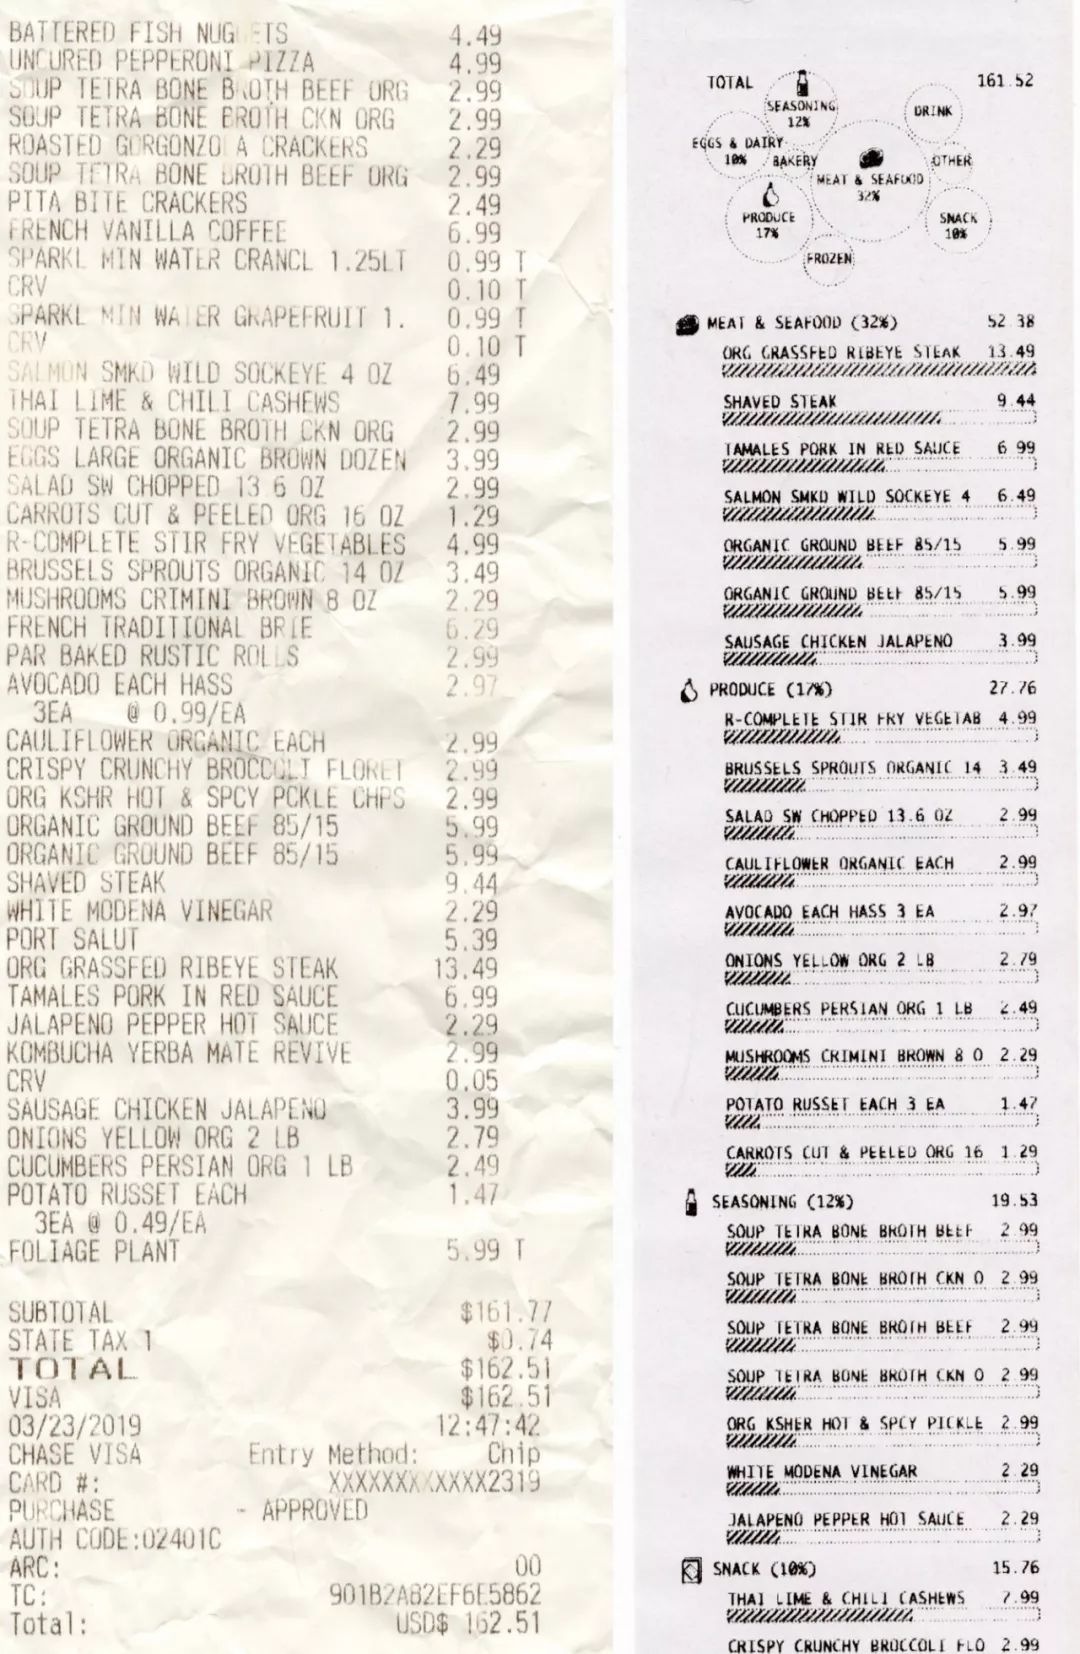 BATTERED FISH NUGGETS 4.49
UNCURED PEPPERONI PIZZA 4.99
SOUP TETRA BONE BROTH BEEF ORG 2.99
SOUP TETRA BONE BROTH CKN ORG 2.99
ROASTED GORGONZOLA CRACKERS 2.29
SOUP TETRA BONE BROTH BEEF ORG 2.99
PITA BITE CRACKERS 2.49
FRENCH VANILLA COFFEE 6.99
SPARKL MIN WATER CRANCL 1.25LT 0.99 T
CRV 0.10 T
SPARKL MIN WATER GRAPEFRUIT 1. 0.99 T
CRV 0.10 T
SALMON SMKD WILD SOCKEYE 4 OZ 6.49
THAI LIME & CHILI CASHEWS 7.99
SOUP TETRA BONE BROTH CKN ORG 2.99
EGGS LARGE ORGANIC BROWN DOZEN 3.99
SALAD SW CHOPPED 13.6 OZ 2.99
CARROTS CUT & PEELED ORG 16 OZ 1.29
R-COMPLETE STIR FRY VEGETABLES 4.99
BRUSSELS SPROUTS ORGANIC 14 OZ 3.49
MUSHROOMS CRIMINI BROWN 8 OZ 2.29
FRENCH TRADITIONAL BRIE 6.29
PAR BAKED RUSTIC ROLLS 2.99
AVOCADO EACH HASS 2.97
3EA @ 0.99/EA
CAULIFLOWER ORGANIC EACH 2.99
CRISPY CRUNCHY BROCCOLI FLORET 2.99
ORG KSHR HOT & SPCY PCKLE CHPS 2.99
ORGANIC GROUND BEEF 85/15 5.99
ORGANIC GROUND BEEF 85/15 5.99
SHAVED STEAK 9.44
WHITE MODENA VINEGAR 2.29
PORT SALUT 5.39
ORG GRASSFED RIBEYE STEAK 13.49
TAMALES PORK IN RED SAUCE 6.99
JALAPENO PEPPER HOT SAUCE 2.29
KOMBUCHA YERBA MATE REVIVE 2.99
CRV 0.05
SAUSAGE CHICKEN JALAPENO 3.99
ONIONS YELLOW ORG 2 LB 2.79
CUCUMBERS PERSIAN ORG 1 LB 2.49
POTATO RUSSET EACH 1.47
3EA @ 0.49/EA
FOLIAGE PLANT 5.99 T
SUBTOTAL $161.77
STATE TAX 1 $0.74
TOTAL $162.51
VISA $162.51
03/23/2019 12:47:42
CHASE VISA Entry Method: Chip
CARD #: XXXXXXXXXXXX2319
PURCHASE - APPROVED
AUTH CODE:02401C
ARC: 00
TC: 901B2A82EF6E5862
Total: USD$ 162.51
TOTAL 161.52
SEASONING
12%
DRINK
EGGS & DAIRY
10%
BAKERY
OTHER
MEAT & SEAFOOD
32%
PRODUCE
17%
SNACK
10%
FROZEN
MEAT & SEAFOOD (32%) 52.38
ORG GRASSFED RIBEYE STEAK 13.49
SHAVED STEAK 9.44
TAMALES PORK IN RED SAUCE 6.99
SALMON SMKD WILD SOCKEYE 4 6.49
ORGANIC GROUND BEEF 85/15 5.99
ORGANIC GROUND BEEF 85/15 5.99
SAUSAGE CHICKEN JALAPENO 3.99
PRODUCE (17%) 27.76
R-COMPLETE STIR FRY VEGETAB 4.99
BRUSSELS SPROUTS ORGANIC 14 3.49
SALAD SW CHOPPED 13.6 OZ 2.99
CAULIFLOWER ORGANIC EACH 2.99
AVOCADO EACH HASS 3 EA 2.97
ONIONS YELLOW ORG 2 LB 2.79
CUCUMBERS PERSIAN ORG 1 LB 2.49
MUSHROOMS CRIMINI BROWN 8 O 2.29
POTATO RUSSET EACH 3 EA 1.47
CARROTS CUT & PEELED ORG 16 1.29
SEASONING (12%) 19.53
SOUP TETRA BONE BROTH BEEF 2.99
SOUP TETRA BONE BROTH CKN O 2.99
SOUP TETRA BONE BROTH BEEF 2.99
SOUP TETRA BONE BROTH CKN O 2.99
ORG KSHER HOT & SPCY PICKLE 2.99
WHITE MODENA VINEGAR 2.29
JALAPENO PEPPER HOT SAUCE 2.29
SNACK (10%) 15.76
THAI LIME & CHILI CASHEWS 7.99
CRISPY CRUNCHY BROCCOLI FLO 2.99